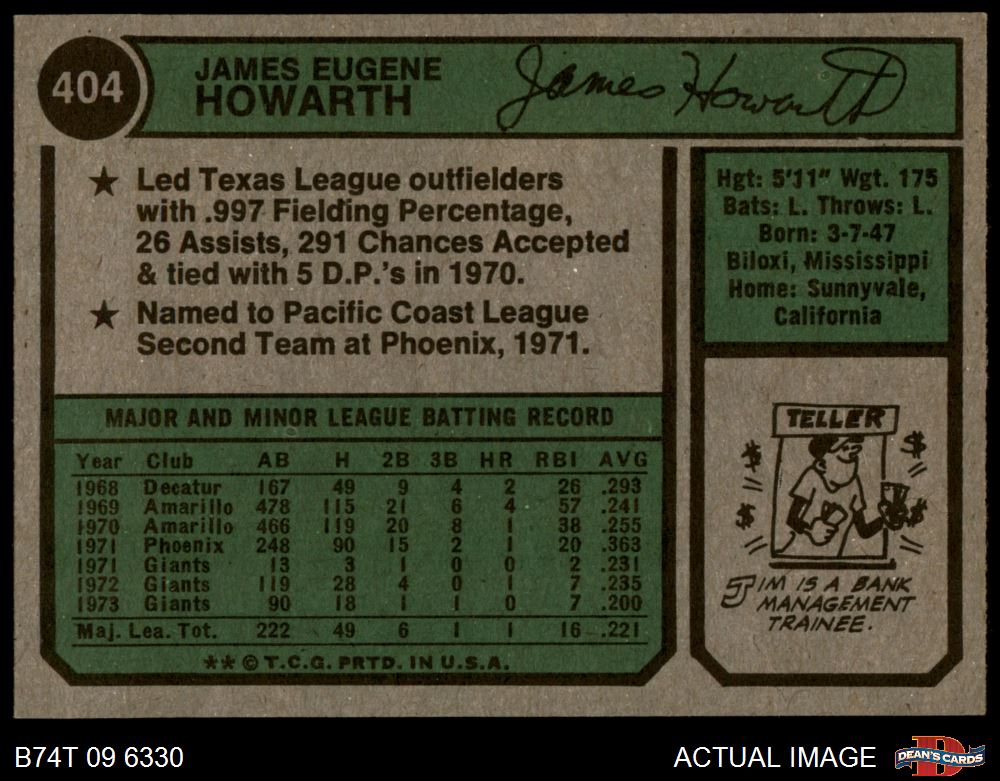 404
JAMES EUGENE
HOWARTH
James Howarth
★ Led Texas League outfielders
with .997 Fielding Percentage,
26 Assists, 291 Chances Accepted
& tied with 5 D.P.'s in 1970.
★ Named to Pacific Coast League
Second Team at Phoenix, 1971.
Hgt: 5'11" Wgt. 175
Bats: L. Throws: L.
Born: 3-7-47
Biloxi, Mississippi
Home: Sunnyvale,
California
MAJOR AND MINOR LEAGUE BATTING RECORD
Year Club AB H 2B 3B HR RBI AVG
1968 Decatur 167 49 9 4 2 26 .293
1969 Amarillo 478 115 21 6 4 57 .241
1970 Amarillo 466 119 20 8 1 38 .255
1971 Phoenix 248 90 15 2 1 20 .363
1971 Giants 13 3 1 0 0 2 .231
1972 Giants 119 28 4 0 1 7 .235
1973 Giants 90 18 1 1 0 7 .200
Maj. Lea. Tot. 222 49 6 1 1 16 .221
** © T.C.G. PRTD. IN U.S.A.
TELLER
$ $ $ $
JIM IS A BANK
MANAGEMENT
TRAINEE.
B74T 09 6330
ACTUAL IMAGE
D
DEAN'S CARDS